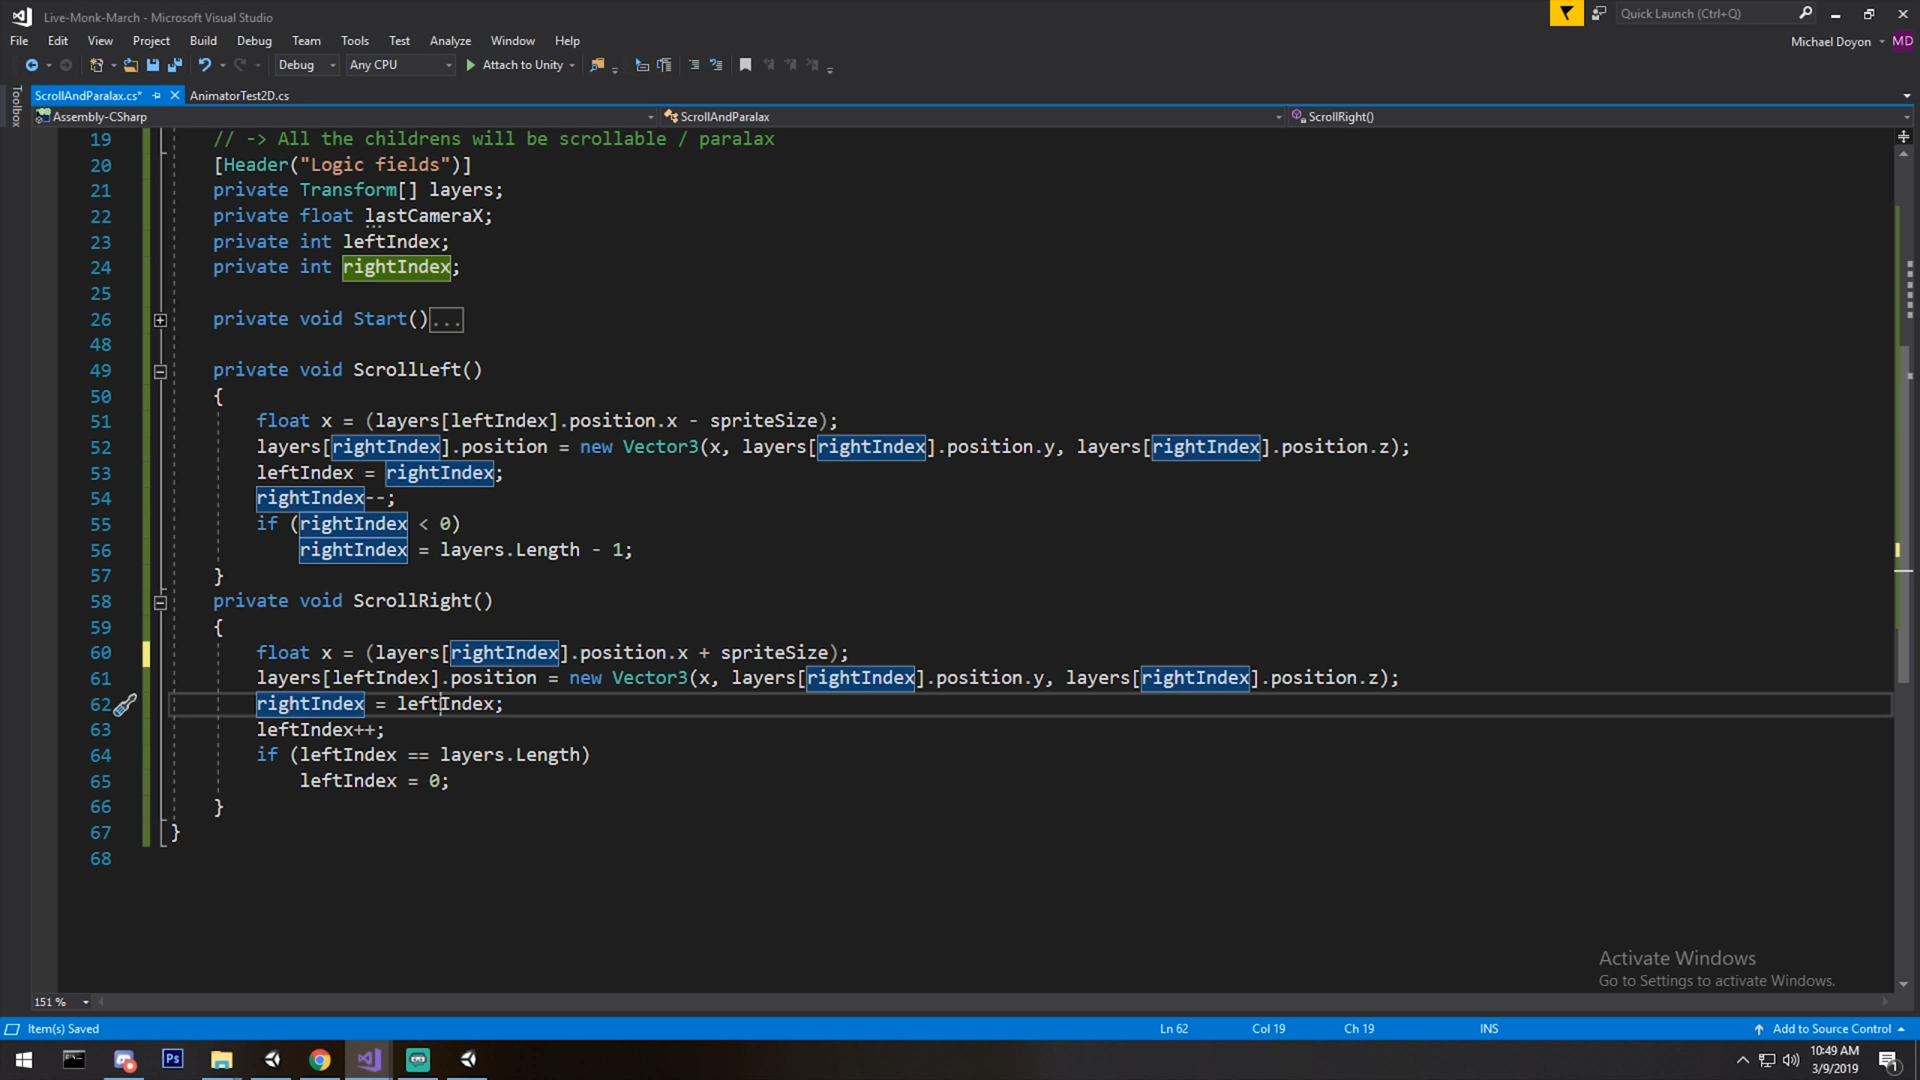 Live-Monk-March - Microsoft Visual Studio
Quick Launch (Ctrl+Q)
File Edit View Project Build Debug Team Tools Test Analyze Window Help
Michael Doyon MD
Debug Any CPU Attach to Unity
Toolbox
ScrollAndParalax.cs* AnimatorTest2D.cs
Assembly-CSharp ScrollAndParalax ScrollRight()
19 // -> All the childrens will be scrollable / paralax
20 [Header("Logic fields")]
21 private Transform[] layers;
22 private float lastCameraX;
23 private int leftIndex;
24 private int rightIndex;
25
26 private void Start()...
48
49 private void ScrollLeft()
50 {
51 float x = (layers[leftIndex].position.x - spriteSize);
52 layers[rightIndex].position = new Vector3(x, layers[rightIndex].position.y, layers[rightIndex].position.z);
53 leftIndex = rightIndex;
54 rightIndex--;
55 if (rightIndex < 0)
56 rightIndex = layers.Length - 1;
57 }
58 private void ScrollRight()
59 {
60 float x = (layers[rightIndex].position.x + spriteSize);
61 layers[leftIndex].position = new Vector3(x, layers[rightIndex].position.y, layers[rightIndex].position.z);
62 rightIndex = leftIndex;
63 leftIndex++;
64 if (leftIndex == layers.Length)
65 leftIndex = 0;
66 }
67 }
68
Activate Windows
Go to Settings to activate Windows.
151 %
Item(s) Saved Ln 62 Col 19 Ch 19 INS Add to Source Control
Ps
10:49 AM
3/9/2019
1